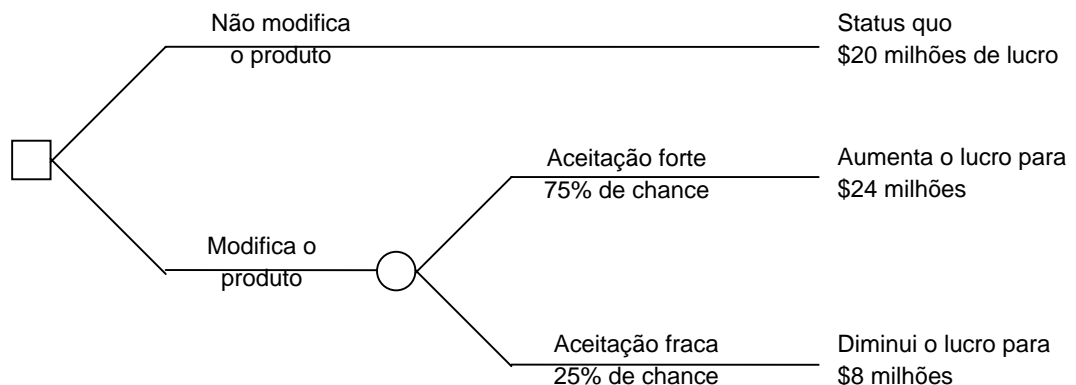 Não modifica
o produto
Status quo
$20 milhões de lucro
Aceitação forte
75% de chance
Aumenta o lucro para
$24 milhões
Modifica o
produto
Aceitação fraca
25% de chance
Diminui o lucro para
$8 milhões